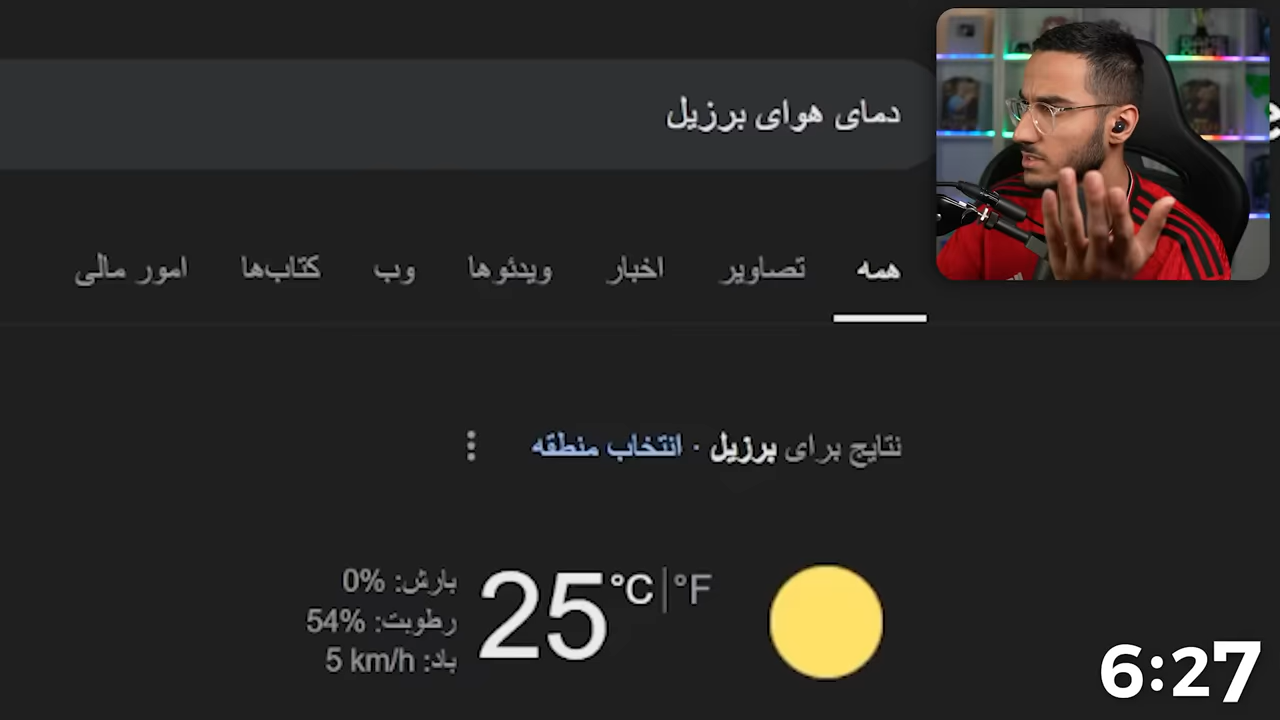 دمای هوای برزیل
همه تصاویر اخبار ویدئوها وب کتاب‌ها امور مالی
نتایج برای برزیل · انتخاب منطقه
25 °C | °F
بارش: 0%
رطوبت: 54%
باد: 5 km/h
6:27